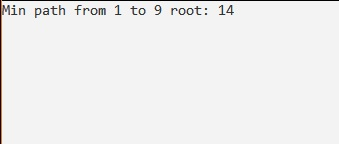 Min path from 1 to 9 root: 14